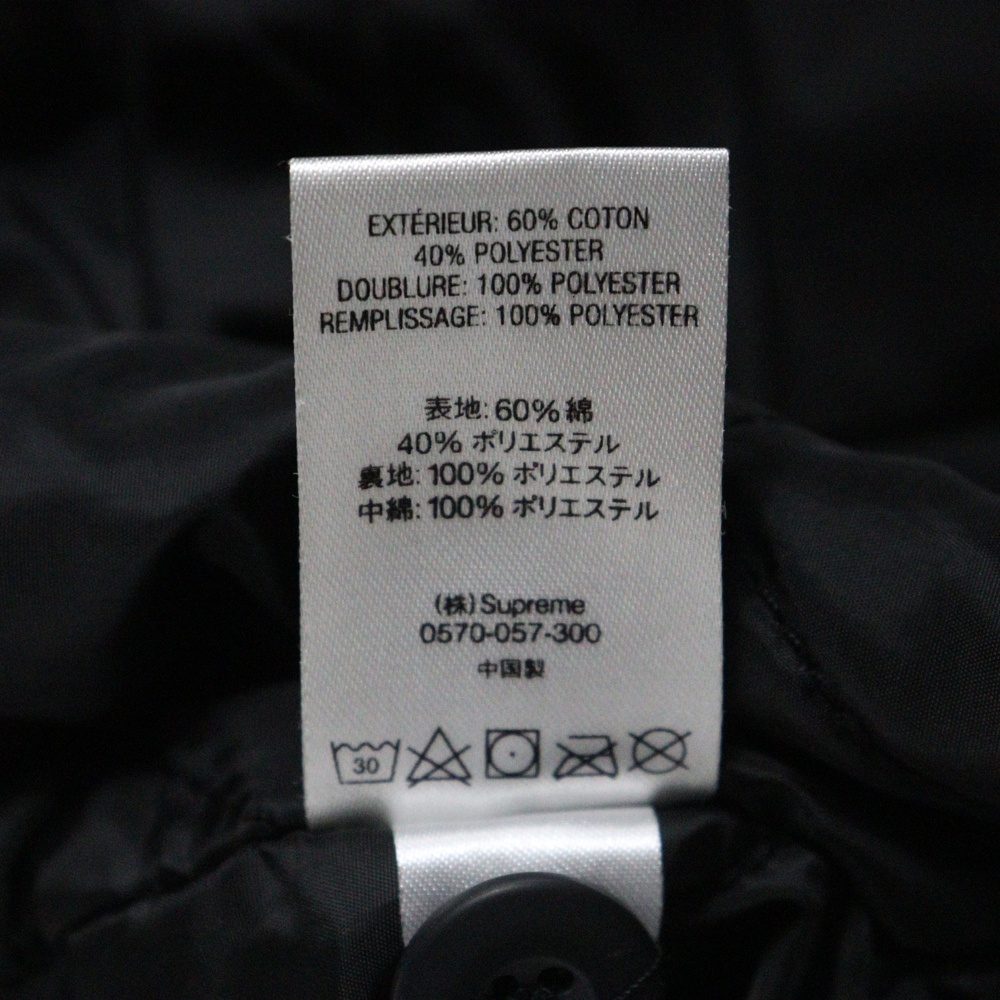 EXTÉRIEUR: 60% COTON
40% POLYESTER
DOUBLURE: 100% POLYESTER
REMPLISSAGE: 100% POLYESTER
表地: 60% 綿
40% ポリエステル
裏地: 100% ポリエステル
中綿: 100% ポリエステル
(株) Supreme
0570-057-300
中国製
30